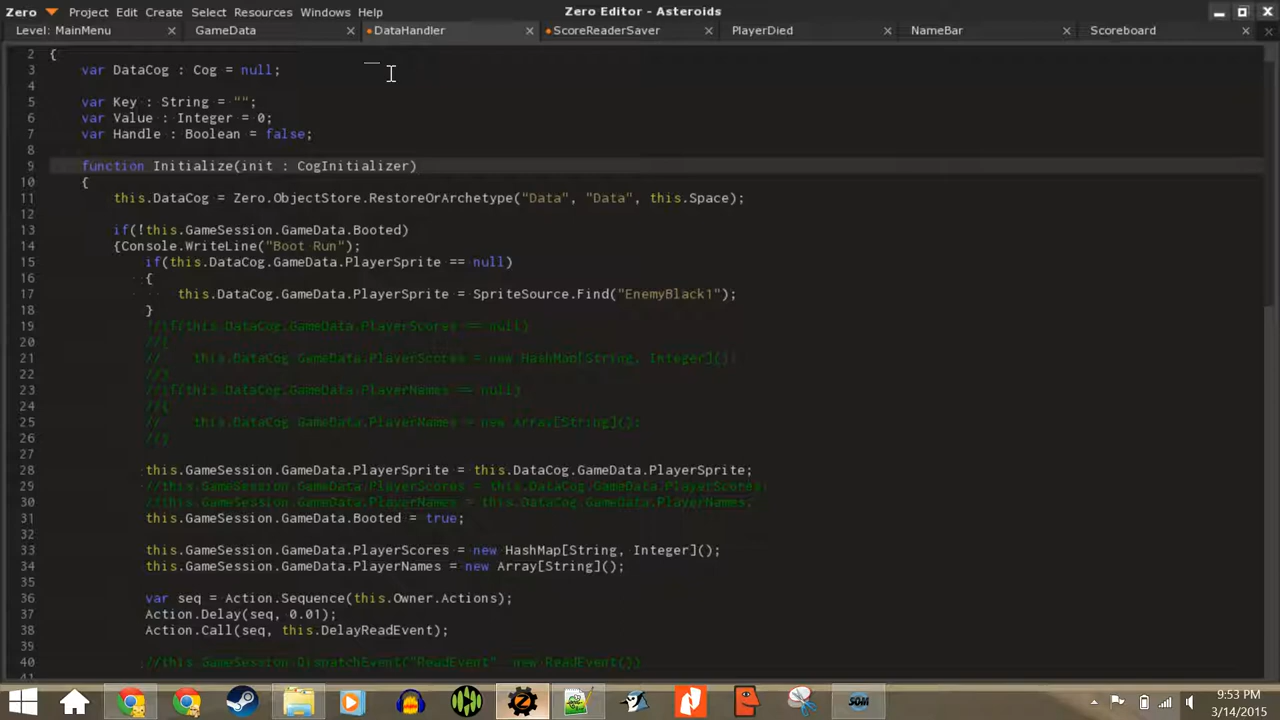 Zero Project Edit Create Select Resources Windows Help Zero Editor - Asteroids
Level: MainMenu GameData DataHandler ScoreReaderSaver PlayerDied NameBar Scoreboard
2 {
3 var DataCog : Cog = null;
4
5 var Key : String = "";
6 var Value : Integer = 0;
7 var Handle : Boolean = false;
8
9 function Initialize(init : CogInitializer)
10 {
11 this.DataCog = Zero.ObjectStore.RestoreOrArchetype("Data", "Data", this.Space);
12
13 if(!this.GameSession.GameData.Booted)
14 {Console.WriteLine("Boot Run");
15 if(this.DataCog.GameData.PlayerSprite == null)
16 {
17 this.DataCog.GameData.PlayerSprite = SpriteSource.Find("EnemyBlack1");
18 }
19 //if(this.DataCog.GameData.PlayerScores == null)
20 //{
21 // this.DataCog.GameData.PlayerScores = new HashMap[String, Integer]();
22 //}
23 //if(this.DataCog.GameData.PlayerNames == null)
24 //{
25 // this.DataCog.GameData.PlayerNames = new Array[String]();
26 //}
27
28 this.GameSession.GameData.PlayerSprite = this.DataCog.GameData.PlayerSprite;
29 //this.GameSession.GameData.PlayerScores = this.DataCog.GameData.PlayerScores;
30 //this.GameSession.GameData.PlayerNames = this.DataCog.GameData.PlayerNames;
31 this.GameSession.GameData.Booted = true;
32
33 this.GameSession.GameData.PlayerScores = new HashMap[String, Integer]();
34 this.GameSession.GameData.PlayerNames = new Array[String]();
35
36 var seq = Action.Sequence(this.Owner.Actions);
37 Action.Delay(seq, 0.01);
38 Action.Call(seq, this.DelayReadEvent);
39
40 //this.GameSession.DispatchEvent("ReadEvent", new ReadEvent())
SOM
9:53 PM
3/14/2015